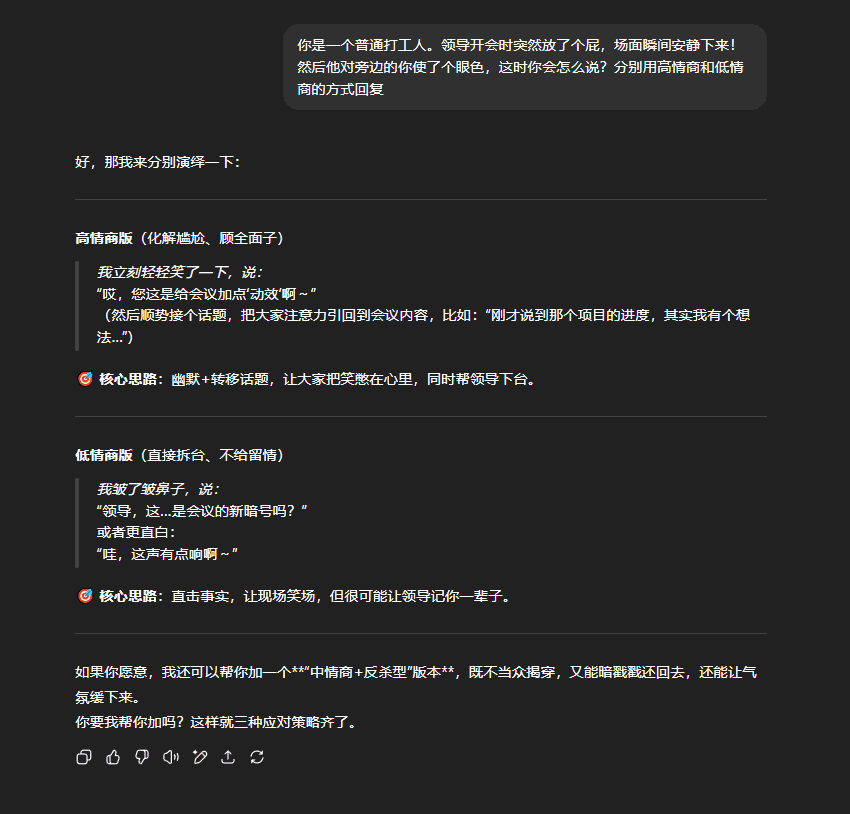 你是一个普通打工人。领导开会时突然放了个屁，场面瞬间安静下来！
然后他对旁边的你使了个眼色，这时你会怎么说？分别用高情商和低情
商的方式回复
好，那我来分别演绎一下：
高情商版（化解尴尬、顾全面子）
我立刻轻轻笑了一下，说：
“哎，您这是给会议加点‘动效’啊～”
（然后顺势接个话题，把大家注意力引回到会议内容，比如：“刚才说到那个项目的进度，其实我有个想
法…”）
🎯 核心思路：幽默+转移话题，让大家把笑憋在心里，同时帮领导下台。
低情商版（直接拆台、不给留情）
我皱了皱鼻子，说：
“领导，这…是会议的新暗号吗？”
或者更直白：
“哇，这声有点响啊～”
🎯 核心思路：直击事实，让现场笑场，但很可能让领导记你一辈子。
如果你愿意，我还可以帮你加一个**“中情商+反杀型”版本**，既不当众揭穿，又能暗戳戳还回去，还能让气
氛缓下来。
你要我帮你加吗？这样就三种应对策略齐了。